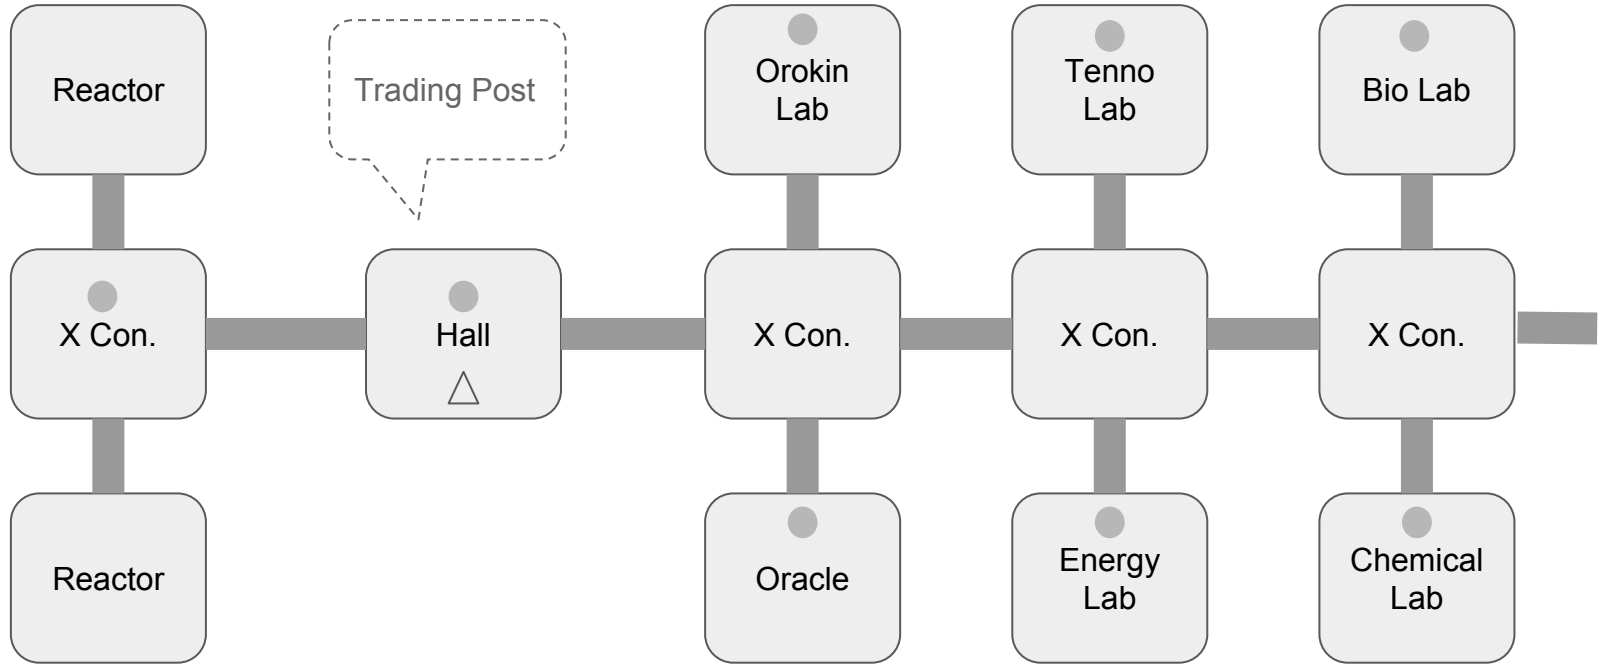 Reactor
Trading Post
Orokin
Lab
Tenno
Lab
Bio Lab
X Con.
Hall
X Con.
X Con.
X Con.
Reactor
Oracle
Energy
Lab
Chemical
Lab